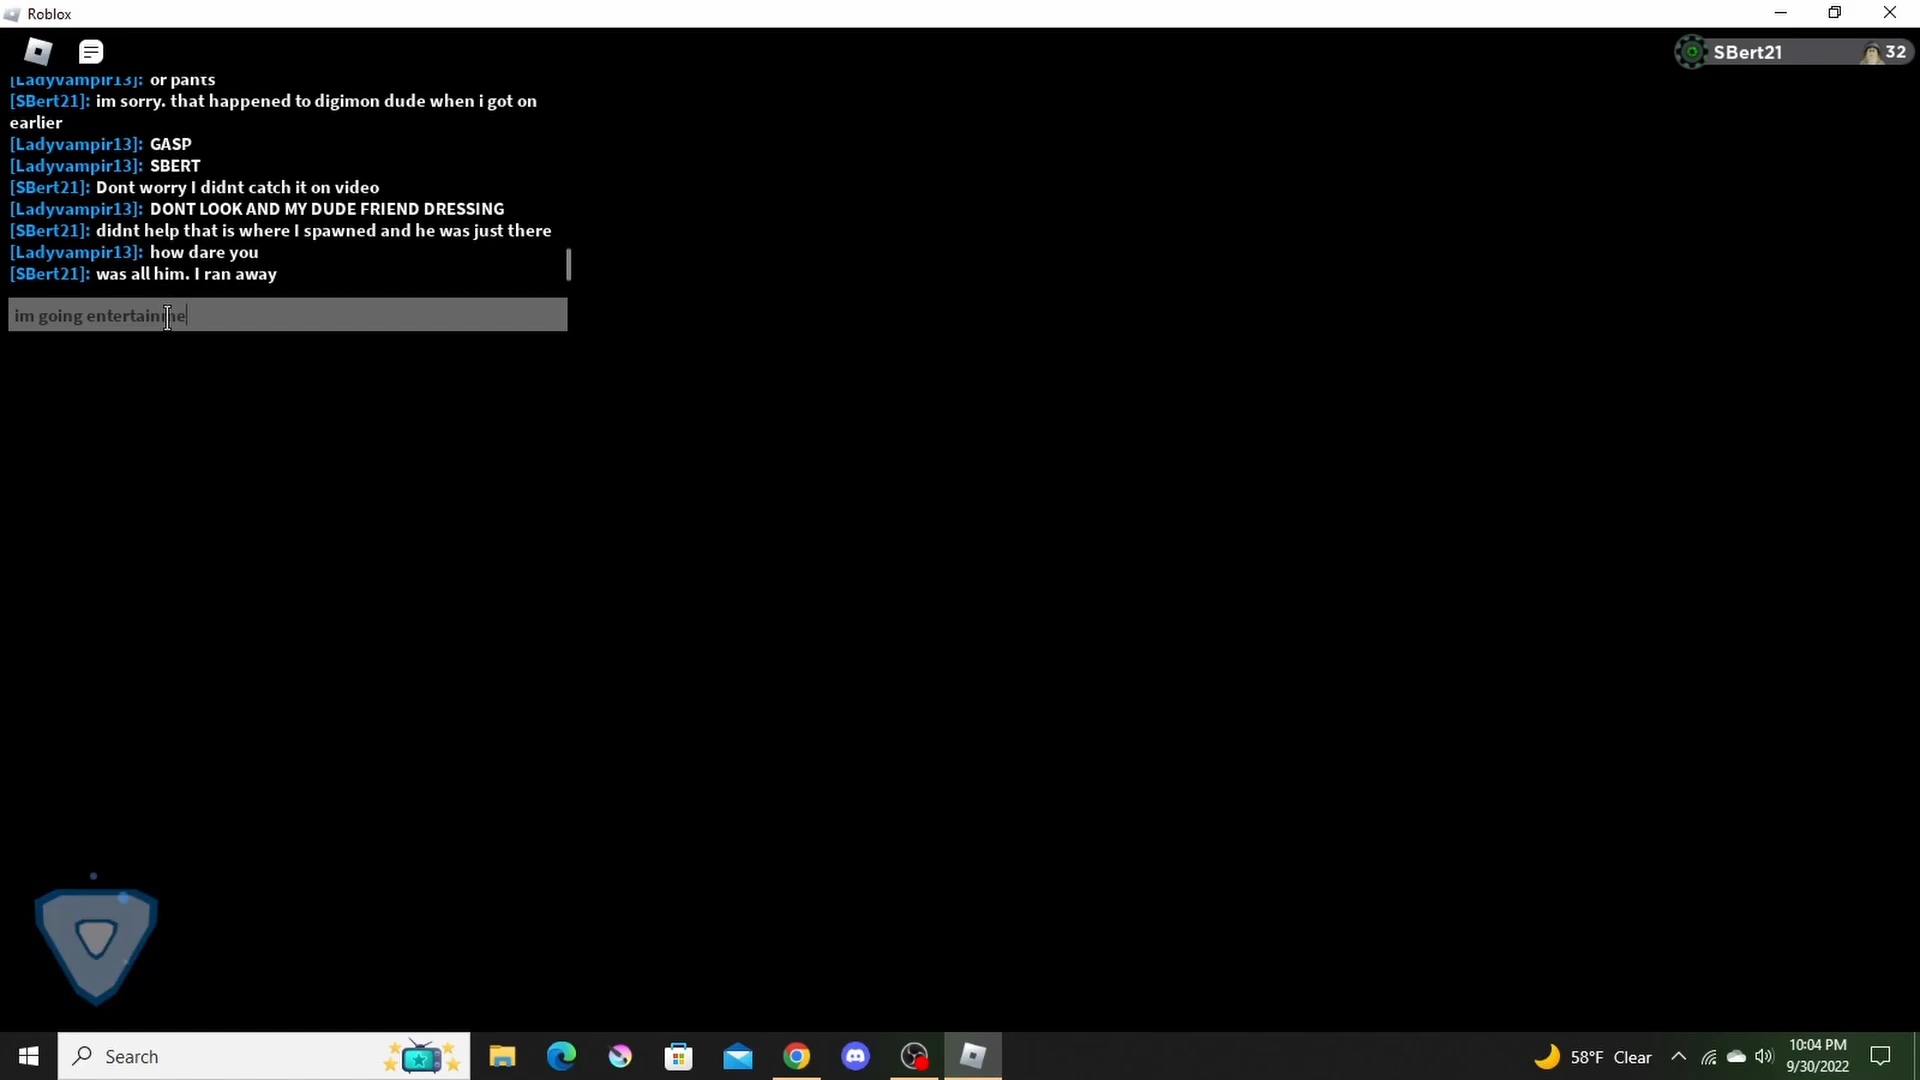 Roblox
SBert21
32
[Ladyvampir13]: or pants
[SBert21]: im sorry. that happened to digimon dude when i got on
earlier
[Ladyvampir13]: GASP
[Ladyvampir13]: SBERT
[SBert21]: Dont worry I didnt catch it on video
[Ladyvampir13]: DONT LOOK AND MY DUDE FRIEND DRESSING
[SBert21]: didnt help that is where I spawned and he was just there
[Ladyvampir13]: how dare you
[SBert21]: was all him. I ran away
im going entertainme
Search
58°F Clear
10:04 PM
9/30/2022